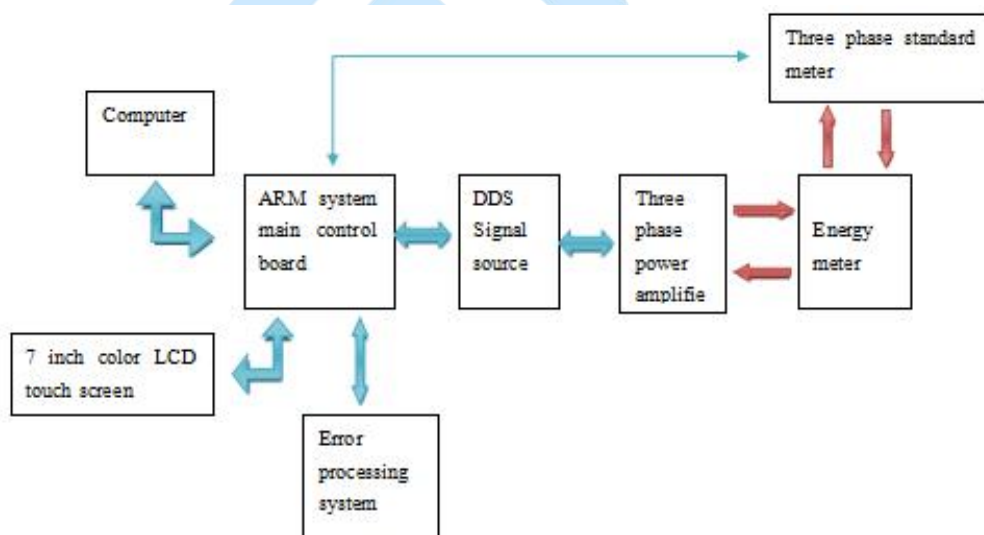 Three phase standard
meter
Computer
ARM system
main control
board
DDS
Signal
source
Three
phase
power
amplifie
Energy
meter
7 inch color LCD
touch screen
Error
processing
system